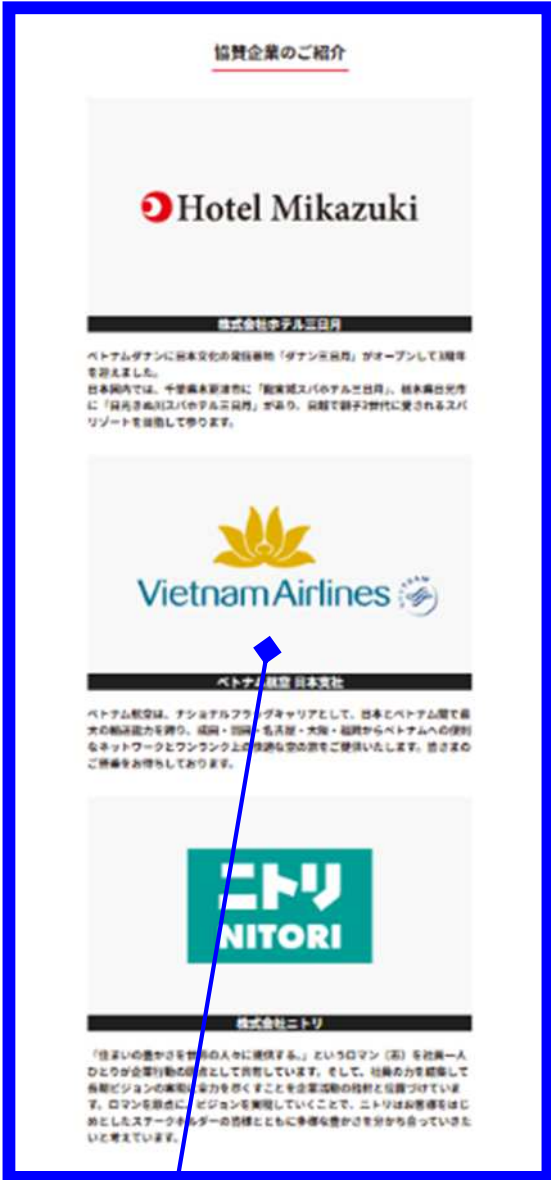 協賛企業のご紹介
Hotel Mikazuki
株式会社ホテル三日月
ベトナムダナンに日本文化の発信基地「ダナン三日月」がオープンして3周年
を迎えました。
日本国内では、千葉県木更津市に「龍宮城スパホテル三日月」、栃木県日光市
に「日光きぬ川スパホテル三日月」があり、日越で親子3世代に愛されるスパ
リゾートを目指して参ります。
Vietnam Airlines
ベトナム航空 日本支社
ベトナム航空は、ナショナルフラッグキャリアとして、日本とベトナム間で最
大の輸送能力を誇り、成田・羽田・名古屋・大阪・福岡からベトナムへの便利
なネットワークとワンランク上の快適な空の旅をご提供いたします。皆さまの
ご搭乗をお待ちしております。
ニトリ
NITORI
株式会社ニトリ
「住まいの豊かさを世界の人々に提供する。」というロマン（志）を社員一人
ひとりが企業行動の原点として共有しています。そして、社員の力を結集して
長期ビジョンの実現に全力を尽くすことを企業活動の指針と位置づけていま
す。ロマンを原点に、ビジョンを実現していくことで、ニトリはお客様をはじ
めとしたステークホルダーの皆様とともに多様な豊かさを分かち合っていきた
いと考えています。